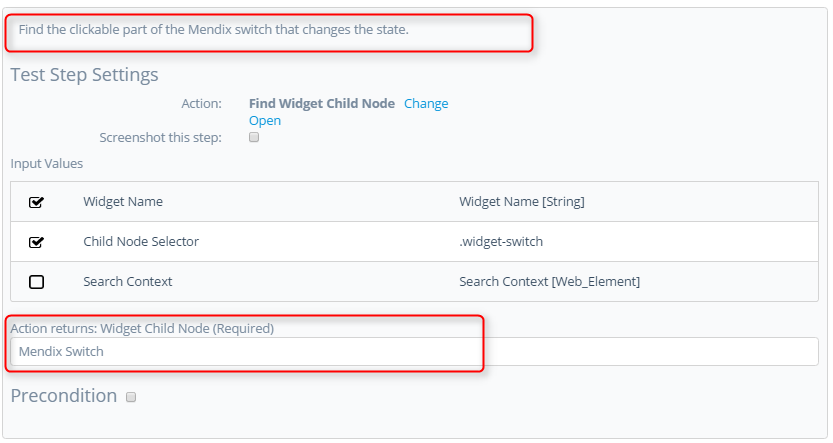 Find the clickable part of the Mendix switch that changes the state.
Test Step Settings
Action: Find Widget Child Node Change
Open
Screenshot this step:
Input Values
Widget Name Widget Name [String]
Child Node Selector .widget-switch
Search Context Search Context [Web_Element]
Action returns: Widget Child Node (Required)
Mendix Switch
Precondition